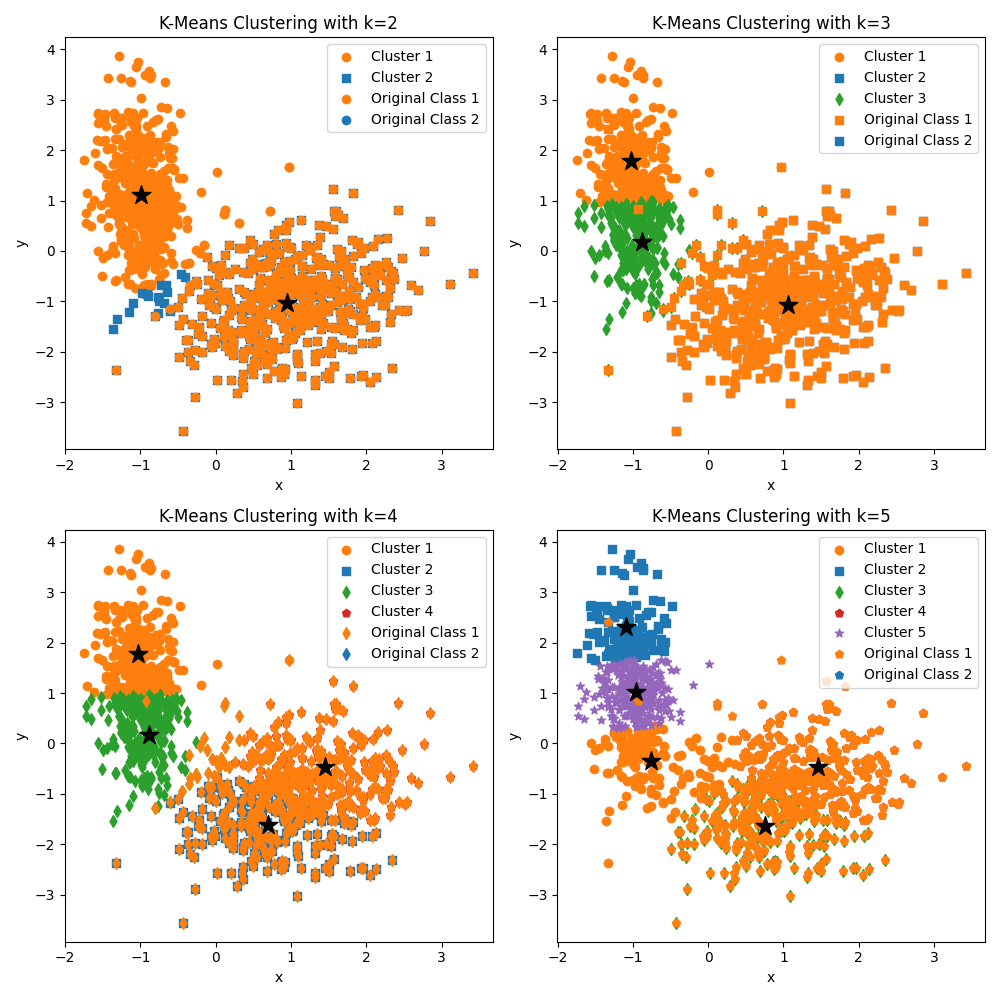 K-Means Clustering with k=2
4
3
2
1
0
−1
−2
−3
y
−2 −1 0 1 2 3
x
Cluster 1
Cluster 2
Original Class 1
Original Class 2
K-Means Clustering with k=3
4
3
2
1
0
−1
−2
−3
y
−2 −1 0 1 2 3
x
Cluster 1
Cluster 2
Cluster 3
Original Class 1
Original Class 2
K-Means Clustering with k=4
4
3
2
1
0
−1
−2
−3
y
−2 −1 0 1 2 3
x
Cluster 1
Cluster 2
Cluster 3
Cluster 4
Original Class 1
Original Class 2
K-Means Clustering with k=5
4
3
2
1
0
−1
−2
−3
y
−2 −1 0 1 2 3
x
Cluster 1
Cluster 2
Cluster 3
Cluster 4
Cluster 5
Original Class 1
Original Class 2